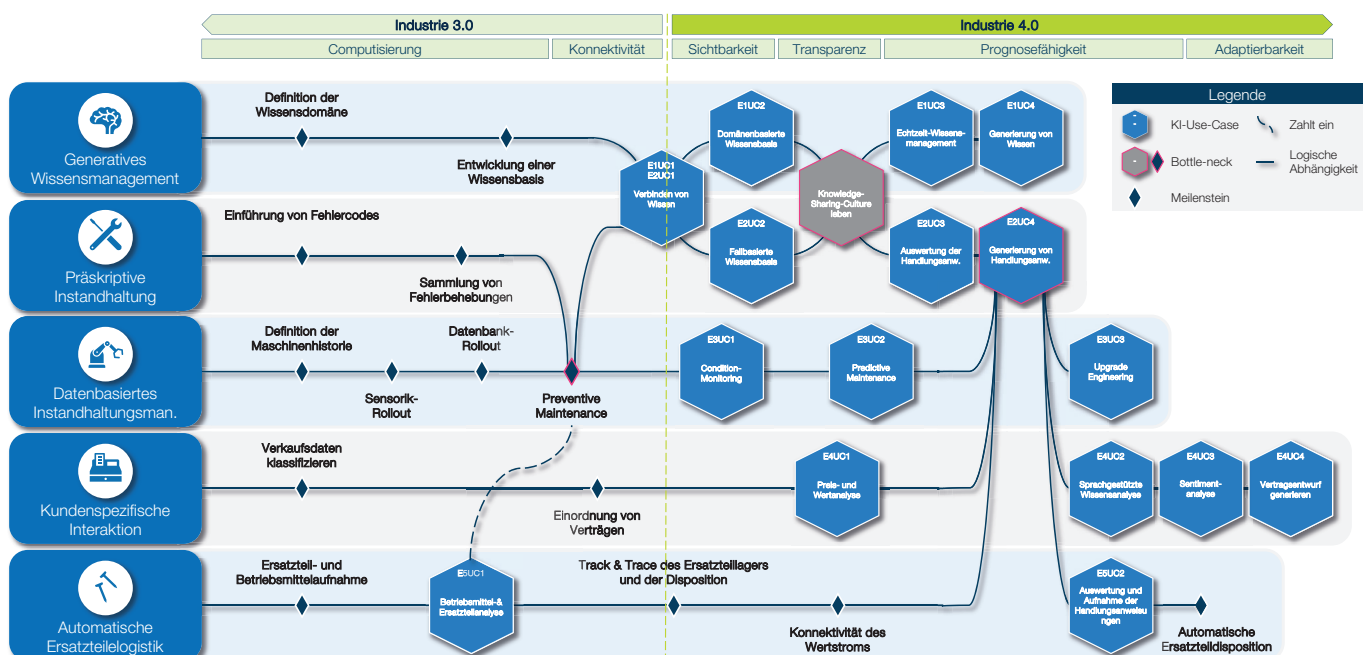 Industrie 3.0
Industrie 4.0
Computisierung
Konnektivität
Sichtbarkeit
Transparenz
Prognosefähigkeit
Adaptierbarkeit
Generatives
Wissensmanagement
Definition der
Wissensdomäne
Entwicklung einer
Wissensbasis
E1UC1
E2UC1
Verbinden von
Wissen
E1UC2
Domänenbasierte
Wissensbasis
Knowledge-
Sharing-Culture
leben
E1UC3
Echtzeit-Wissens-
management
E1UC4
Generierung von
Wissen
Legende
KI-Use-Case
Zahlt ein
Bottle-neck
Logische
Abhängigkeit
Meilenstein
Präskriptive
Instandhaltung
Einführung von Fehlercodes
Sammlung von
Fehlerbehebungen
E2UC2
Fallbasierte
Wissensbasis
E2UC3
Auswertung der
Handlungsanw.
E2UC4
Generierung von
Handlungsanw.
Datenbasiertes
Instandhaltungsman.
Definition der
Maschinenhistorie
Sensorik-
Rollout
Datenbank-
Rollout
Preventive
Maintenance
E3UC1
Condition-
Monitoring
E3UC2
Predictive
Maintenance
E3UC3
Upgrade
Engineering
Kundenspezifische
Interaktion
Verkaufsdaten
klassifizieren
Einordnung von
Verträgen
E4UC1
Preis- und
Wertanalyse
E4UC2
Sprachgestützte
Wissensanalyse
E4UC3
Sentiment-
analyse
E4UC4
Vertragsentwurf
generieren
Automatische
Ersatzteilelogistik
Ersatzteil- und
Betriebsmittelaufnahme
E5UC1
Betriebsmittel-&
Ersatzteilanalyse
Track & Trace des Ersatzteillagers
und der Disposition
Konnektivität des
Wertstroms
E5UC2
Auswertung und
Aufnahme der
Handlungsanweisu
ngen
Automatische
Ersatzteildisposition